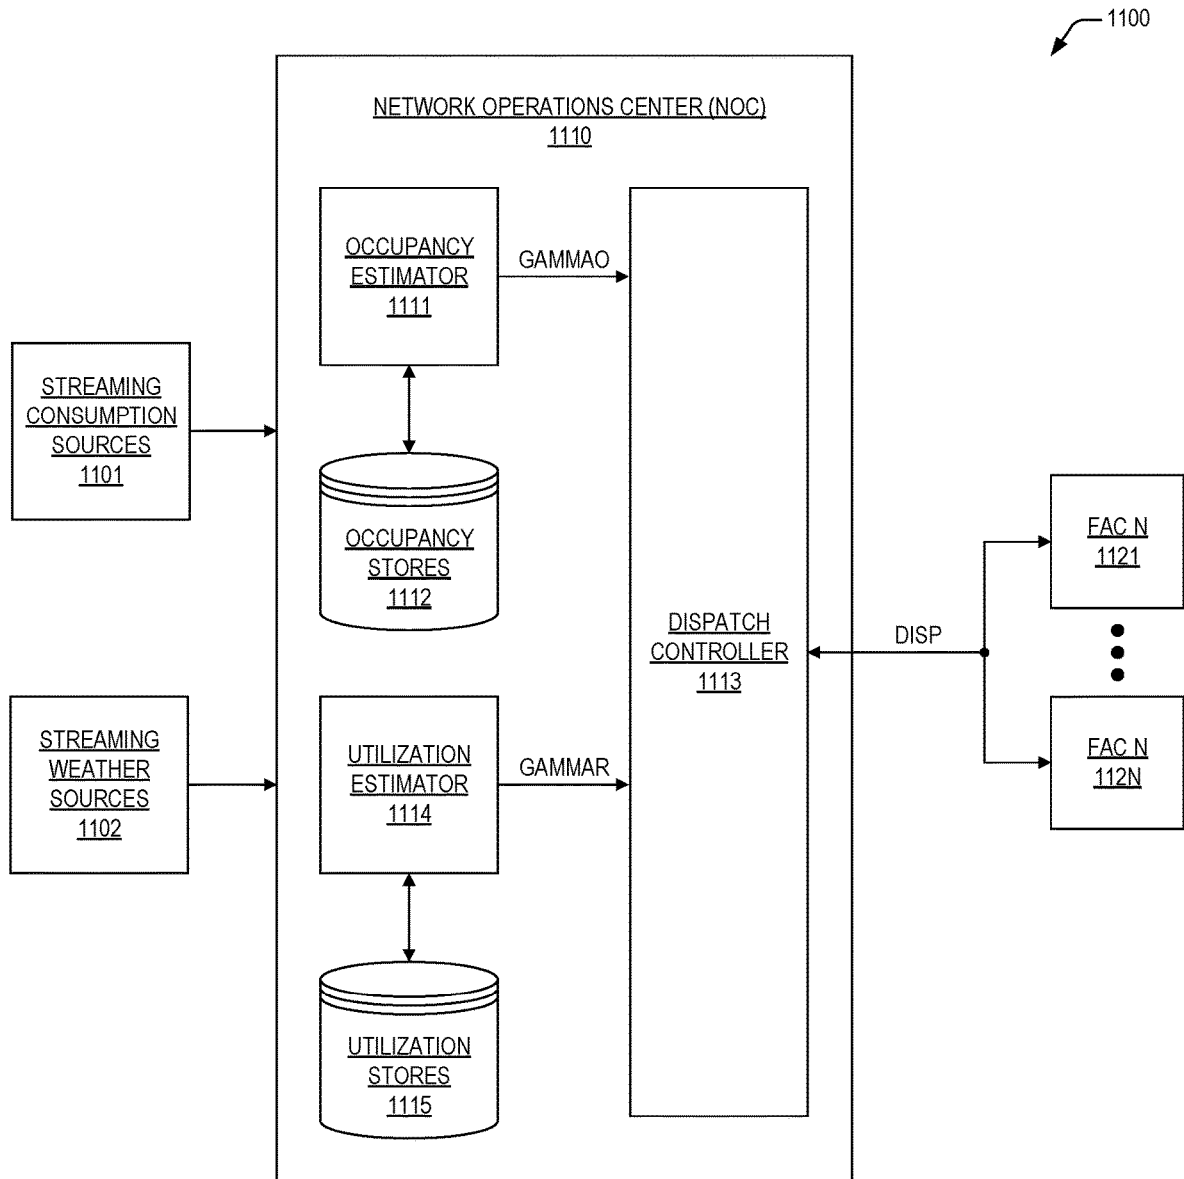 1100
NETWORK OPERATIONS CENTER (NOC)
1110
OCCUPANCY
ESTIMATOR
1111
GAMMAO
STREAMING
CONSUMPTION
SOURCES
1101
OCCUPANCY
STORES
1112
FAC N
1121
DISPATCH
CONTROLLER
1113
DISP
STREAMING
WEATHER
SOURCES
1102
UTILIZATION
ESTIMATOR
1114
GAMMAR
FAC N
112N
UTILIZATION
STORES
1115